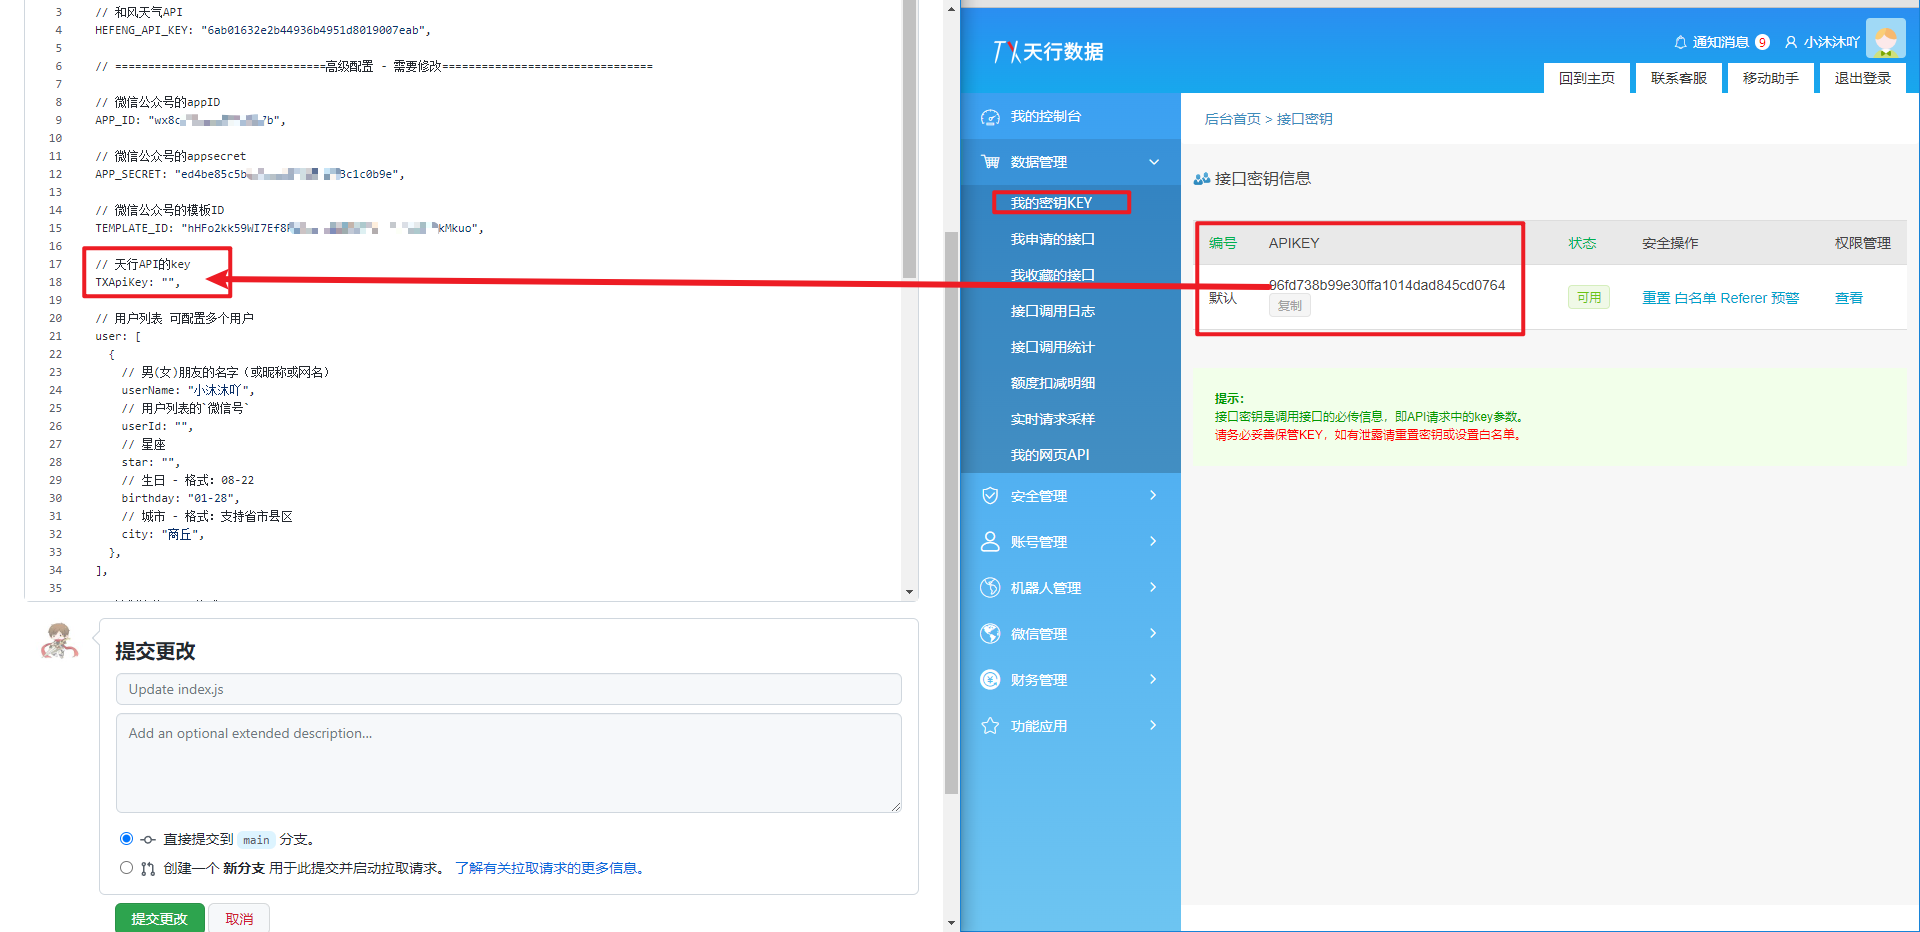 3 // 和风天气API
4 HEFENG_API_KEY: "6ab01632e2b44936b4951d8019007eab",
5
6 // ================================高级配置 - 需要修改================================
7
8 // 微信公众号的appID
9 APP_ID: "wx8c 7b",
10
11 // 微信公众号的appsecret
12 APP_SECRET: "ed4be85c5b 3c1c0b9e",
13
14 // 微信公众号的模板ID
15 TEMPLATE_ID: "hHFo2kk59WI7Ef8 kMkuo",
16
17 // 天行API的key
18 TXApiKey: "",
19
20 // 用户列表 可配置多个用户
21 user: [
22 {
23 // 男(女)朋友的名字（或昵称或网名）
24 userName: "小沐沐吖",
25 // 用户列表的`微信号`
26 userId: "",
27 // 星座
28 star: "",
29 // 生日 - 格式：08-22
30 birthday: "01-28",
31 // 城市 - 格式：支持省市县区
32 city: "商丘",
33 },
34 ],
35
提交更改
Update index.js
Add an optional extended description...
直接提交到 main 分支。
创建一个 新分支 用于此提交并启动拉取请求。 了解有关拉取请求的更多信息。
提交更改 取消
TX天行数据
通知消息 9 小沐沐吖
回到主页 联系客服 移动助手 退出登录
我的控制台
数据管理
我的密钥KEY
我申请的接口
我收藏的接口
接口调用日志
接口调用统计
额度扣减明细
实时请求采样
我的网页API
安全管理
账号管理
机器人管理
微信管理
财务管理
功能应用
后台首页 > 接口密钥
接口密钥信息
编号 APIKEY 状态 安全操作 权限管理
默认 96fd738b99e30ffa1014dad845cd0764 复制 可用 重置 白名单 Referer 预警 查看
提示：
接口密钥是调用接口的必传信息，即API请求中的key参数。
请务必妥善保管KEY，如有泄露请重置密钥或设置白名单。